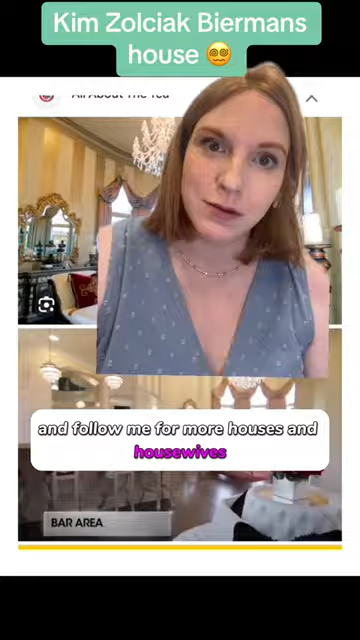 Kim Zolciak Biermans
house 😵‍💫
All About The Tea
and follow me for more houses and
housewives
BAR AREA